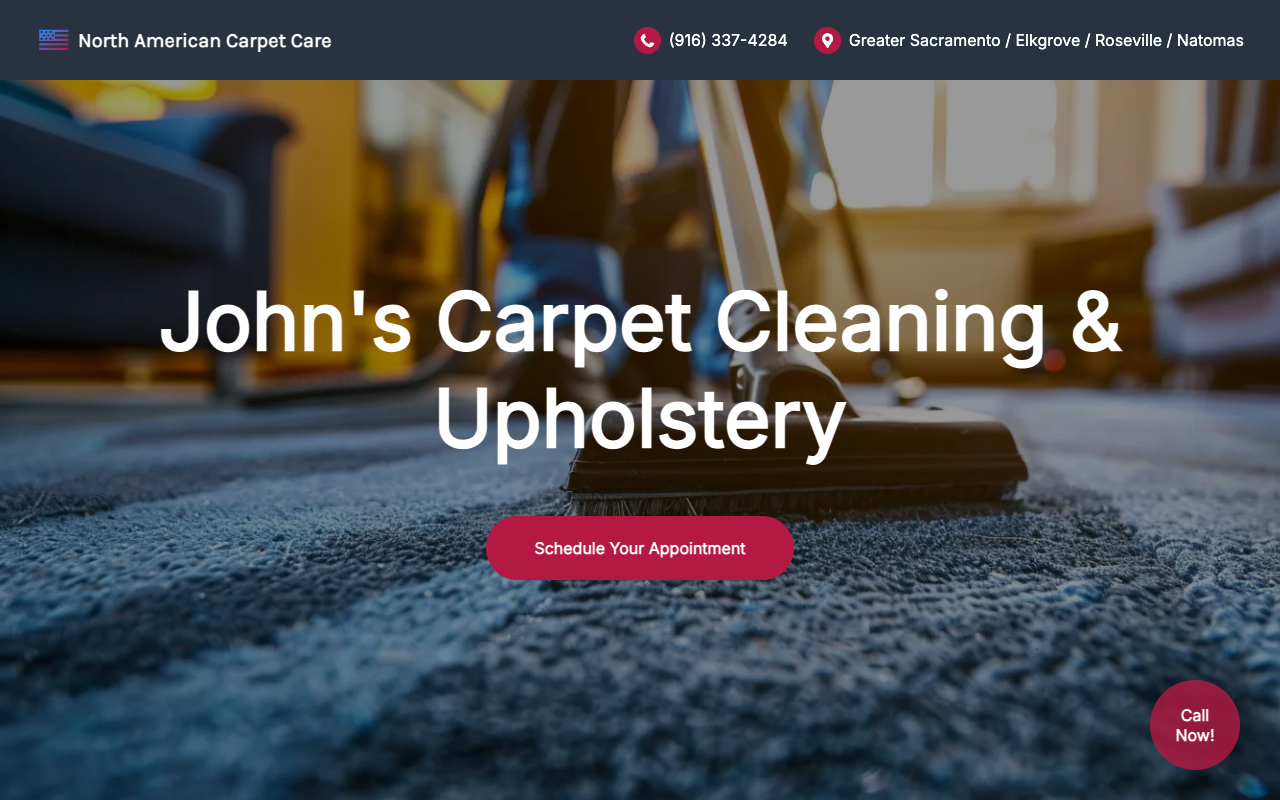 North American Carpet Care
(916) 337-4284
Greater Sacramento / Elkgrove / Roseville / Natomas
John's Carpet Cleaning &
Upholstery
Schedule Your Appointment
Call
Now!